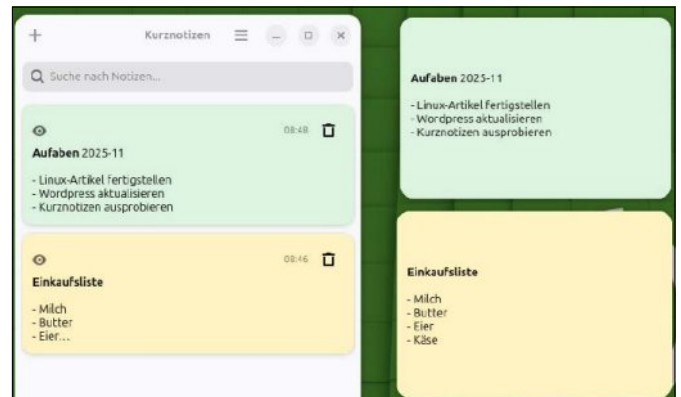 Kurznotizen
Suche nach Notizen...
08:48
Aufaben 2025-11
- Linux-Artikel fertigstellen
- Wordpress aktualisieren
- Kurznotizen ausprobieren
08:46
Einkaufsliste
- Milch
- Butter
- Eier...
Aufaben 2025-11
- Linux-Artikel fertigstellen
- Wordpress aktualisieren
- Kurznotizen ausprobieren
Einkaufsliste
- Milch
- Butter
- Eier
- Käse